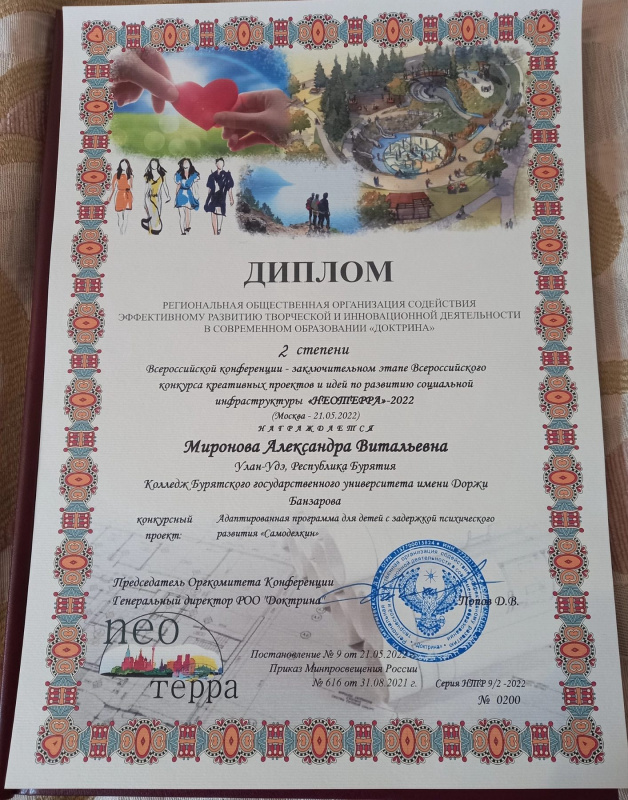 ДИПЛОМ
РЕГИОНАЛЬНАЯ ОБЩЕСТВЕННАЯ ОРГАНИЗАЦИЯ СОДЕЙСТВИЯ
ЭФФЕКТИВНОМУ РАЗВИТИЮ ТВОРЧЕСКОЙ И ИННОВАЦИОННОЙ ДЕЯТЕЛЬНОСТИ
В СОВРЕМЕННОМ ОБРАЗОВАНИИ «ДОКТРИНА»
2 степени
Всероссийской конференции - заключительном этапе Всероссийского
конкурса креативных проектов и идей по развитию социальной
инфраструктуры «НЕОТЕРРА»-2022
(Москва - 21.05.2022)
НАГРАЖДАЕТСЯ
Миронова Александра Витальевна
Улан-Удэ, Республика Бурятия
Колледж Бурятского государственного университета имени Доржи
Банзарова
конкурсный Адаптированная программа для детей с задержкой психического
проект: развития «Самоделкин»
Председатель Оргкомитета Конференции
Генеральный директор РОО "Доктрина Попов Д.В.
«ДОКТРИНА»
neo
терра
Постановление № 9 от 21.05.2022
Приказ Минпросвещения России
№ 616 от 31.08.2021 г.
Серия НТР 9/2 -2022
№ 0200